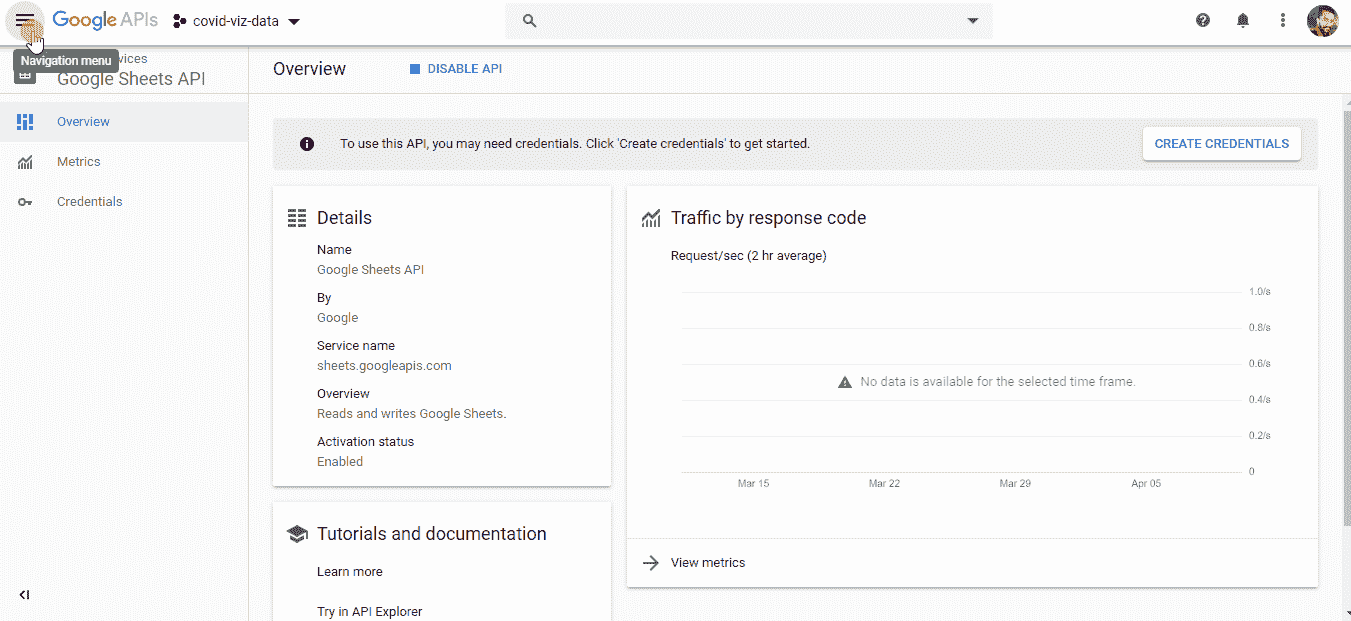 Google APIs
covid-viz-data
Navigation menu
vices
Google Sheets API
Overview
DISABLE API
Overview
Metrics
Credentials
To use this API, you may need credentials. Click 'Create credentials' to get started.
CREATE CREDENTIALS
Details
Name
Google Sheets API
By
Google
Service name
sheets.googleapis.com
Overview
Reads and writes Google Sheets.
Activation status
Enabled
Traffic by response code
Request/sec (2 hr average)
1.0/s
0.8/s
0.6/s
No data is available for the selected time frame.
0.4/s
0.2/s
0
Mar 15 Mar 22 Mar 29 Apr 05
View metrics
Tutorials and documentation
Learn more
Try in API Explorer